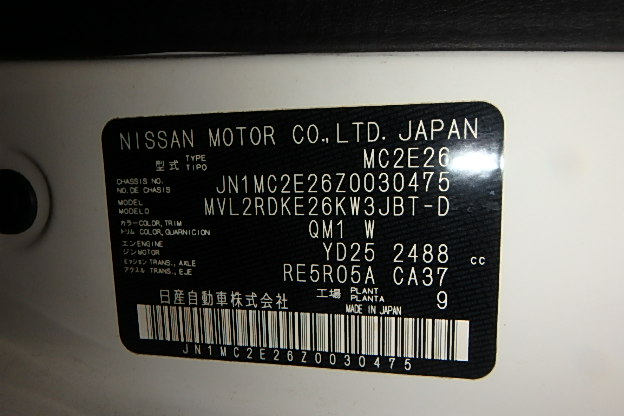 NISSAN MOTOR CO.,LTD. JAPAN
型式 TYPE TIPO MC2E26
CHASSIS NO. NO. DE CHASIS JN1MC2E26Z0030475
MODEL MODELO MVL2RDKE26KW3JBT-D
カラー COLOR, TRIM トリム COLOR, GUARNICION QM1 W
エンジン ENGINE MOTOR YD25 2488 cc
ミッション TRANS., AXLE アクスル TRANS., EJE RE5R05A CA37
工場 PLANT PLANTA 9
日産自動車株式会社 MADE IN JAPAN
JN1MC2E26Z0030475